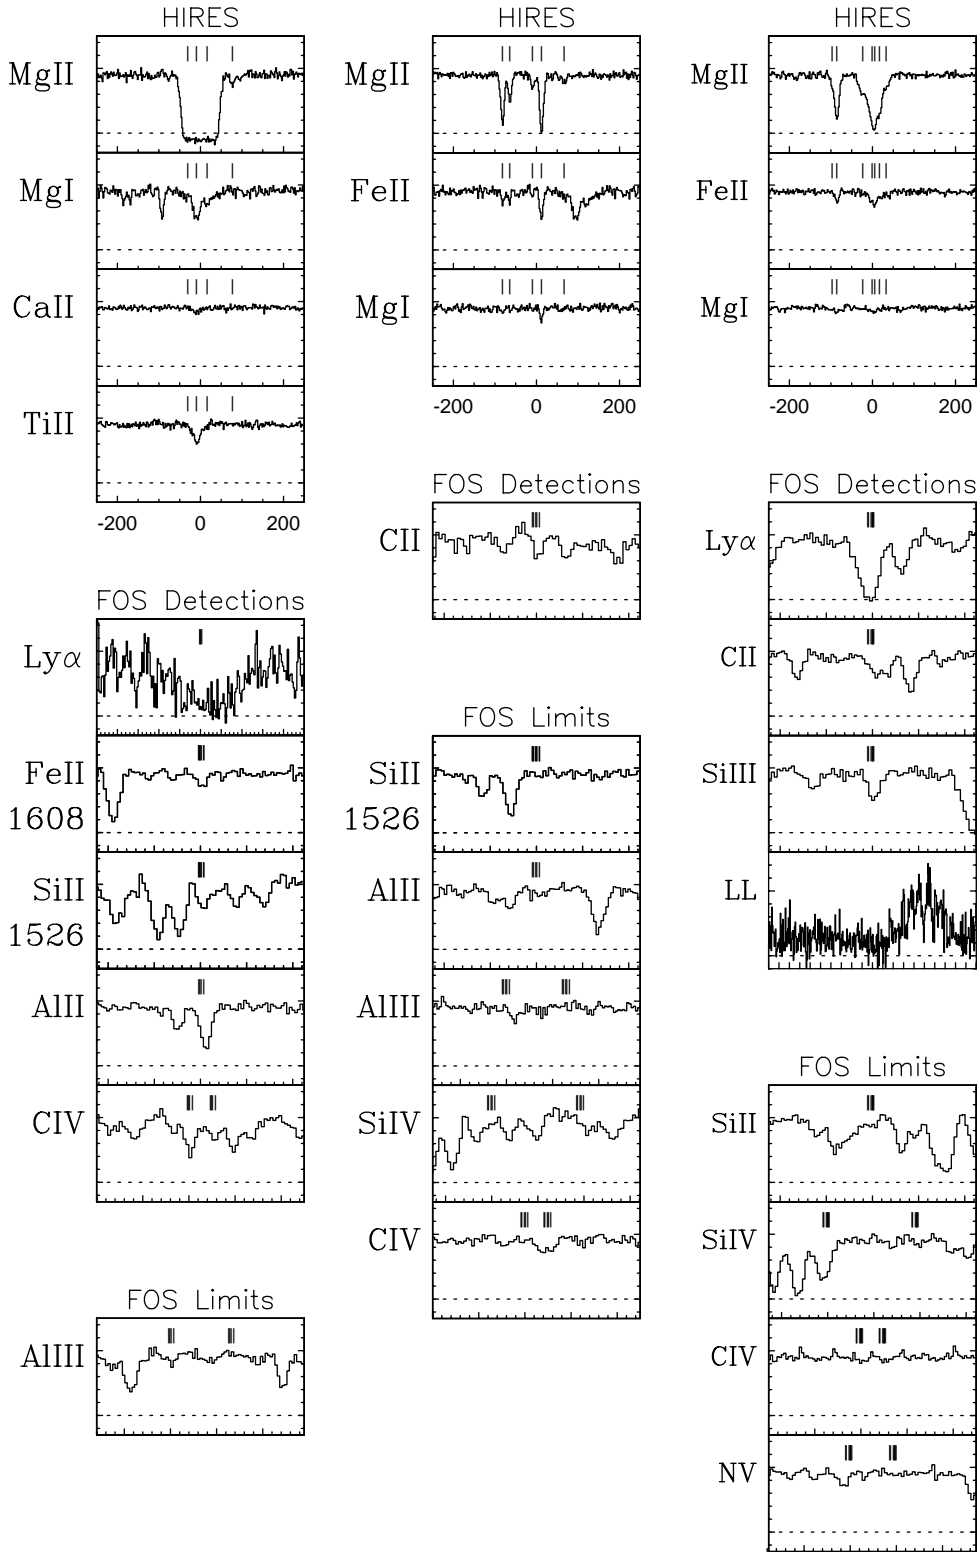 HIRES
MgII
MgI
CaII
TiII
-200 0 200
FOS Detections
Lyα
FeII
1608
SiII
1526
AlII
CIV
FOS Limits
AlIII
HIRES
MgII
FeII
MgI
-200 0 200
FOS Detections
CII
FOS Limits
SiII
1526
AlII
AlIII
SiIV
CIV
HIRES
MgII
FeII
MgI
-200 0 200
FOS Detections
Lyα
CII
SiIII
LL
FOS Limits
SiII
SiIV
CIV
NV